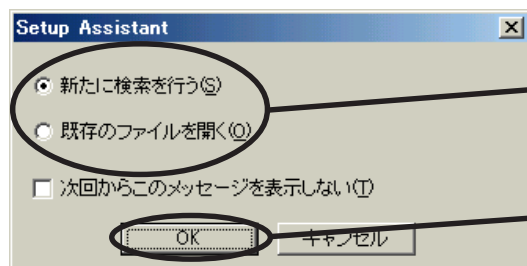 Setup Assistant
新たに検索を行う(S)
既存のファイルを開く(O)
次回からこのメッセージを表示しない(T)
OK キャンセル